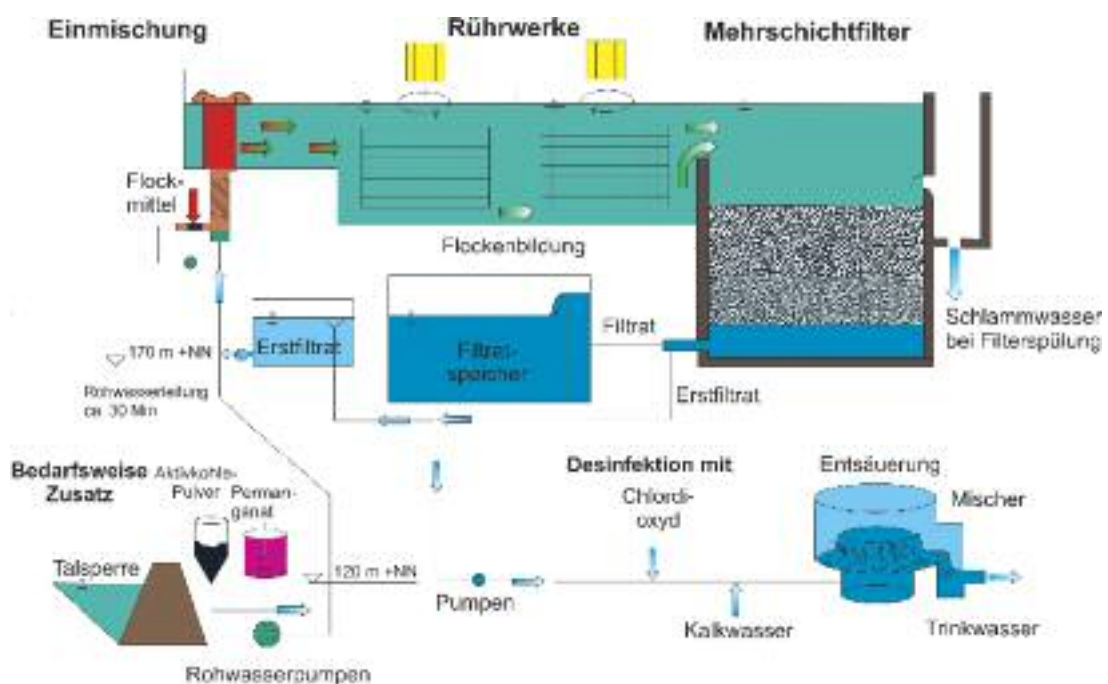 Einmischung
Rührwerke
Mehrschichtfilter
Flock-
mittel
Flockenbildung
Schlammwasser
bei Filterspülung
Filtrat
Erstfiltrat
Filtrat-
speicher
Erstfiltrat
170 m +NN
Rohwasserleitung
ca. 30 Min
Bedarfsweise
Zusatz
Aktivkohle-
Pulver
Perman-
ganat
Talsperre
120 m +NN
Rohwasserpumpen
Pumpen
Desinfektion mit
Chlordi-
oxyd
Kalkwasser
Entsäuerung
Mischer
Trinkwasser